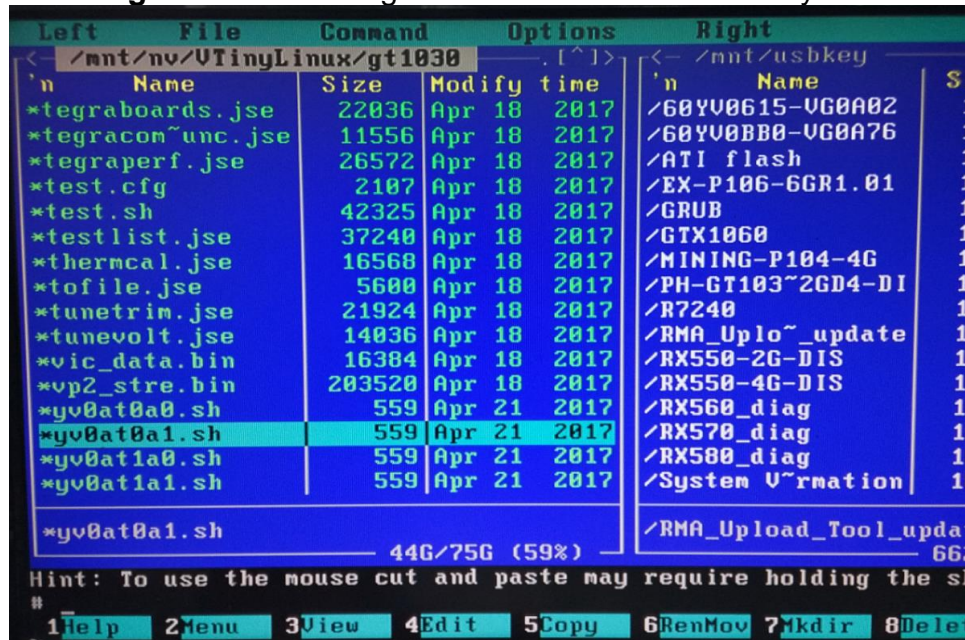 Left File Command Options Right
<- /mnt/nv/VTinyLinux/gt1030 .[^]>
<- /mnt/usbkey
'n Name Size Modify time
'n Name S
*tegraboards.jse 22036 Apr 18 2017
/60YV0615-VG0A02
*tegracom~unc.jse 11556 Apr 18 2017
/60YV0BB0-VG0A76
*tegraperf.jse 26572 Apr 18 2017
/ATI flash
*test.cfg 2107 Apr 18 2017
/EX-P106-6GR1.01
*test.sh 42325 Apr 18 2017
/GRUB
*testlist.jse 37240 Apr 18 2017
/GTX1060
*thermcal.jse 16568 Apr 18 2017
/MINING-P104-4G
*tofile.jse 5600 Apr 18 2017
/PH-GT103~2GD4-DI
*tunetrim.jse 21924 Apr 18 2017
/R7240
*tunevolt.jse 14036 Apr 18 2017
/RMA_Uplo~_update
*vic_data.bin 16384 Apr 18 2017
/RX550-2G-DIS
*vp2_stre.bin 203520 Apr 18 2017
/RX550-4G-DIS
*yv0at0a0.sh 559 Apr 21 2017
/RX560_diag
*yv0at0a1.sh 559 Apr 21 2017
/RX570_diag
*yv0at1a0.sh 559 Apr 21 2017
/RX580_diag
*yv0at1a1.sh 559 Apr 21 2017
/System V~rmation
*yv0at0a1.sh
/RMA_Upload_Tool_upda
44G/75G (59%)
66
Hint: To use the mouse cut and paste may require holding the s
#
1Help 2Menu 3View 4Edit 5Copy 6RenMov 7Mkdir 8Dele